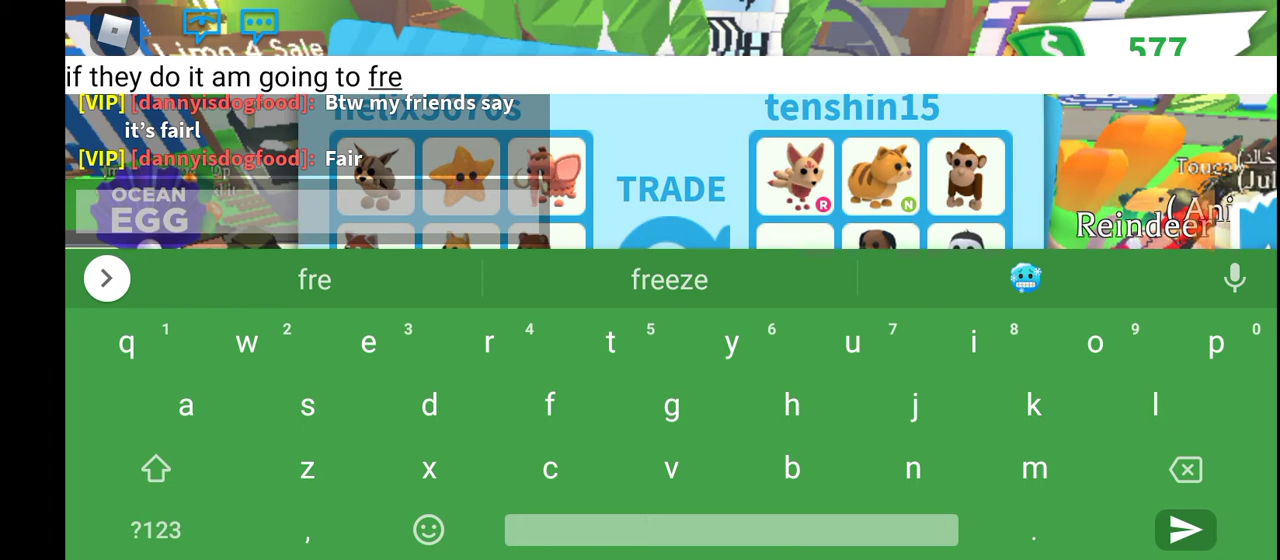 Limo 4 Sale
577
if they do it am going to fre
[VIP] [dannyisdogfood]: Btw my friends say
it's fairl
[VIP] [dannyisdogfood]: Fair
tenshin15
TRADE
R
N
OCEAN
EGG
Reindeer
fre freeze
q 1 w 2 e 3 r 4 t 5 y 6 u 7 i 8 o 9 p 0
a s d f g h j k l
z x c v b n m
?123 , .